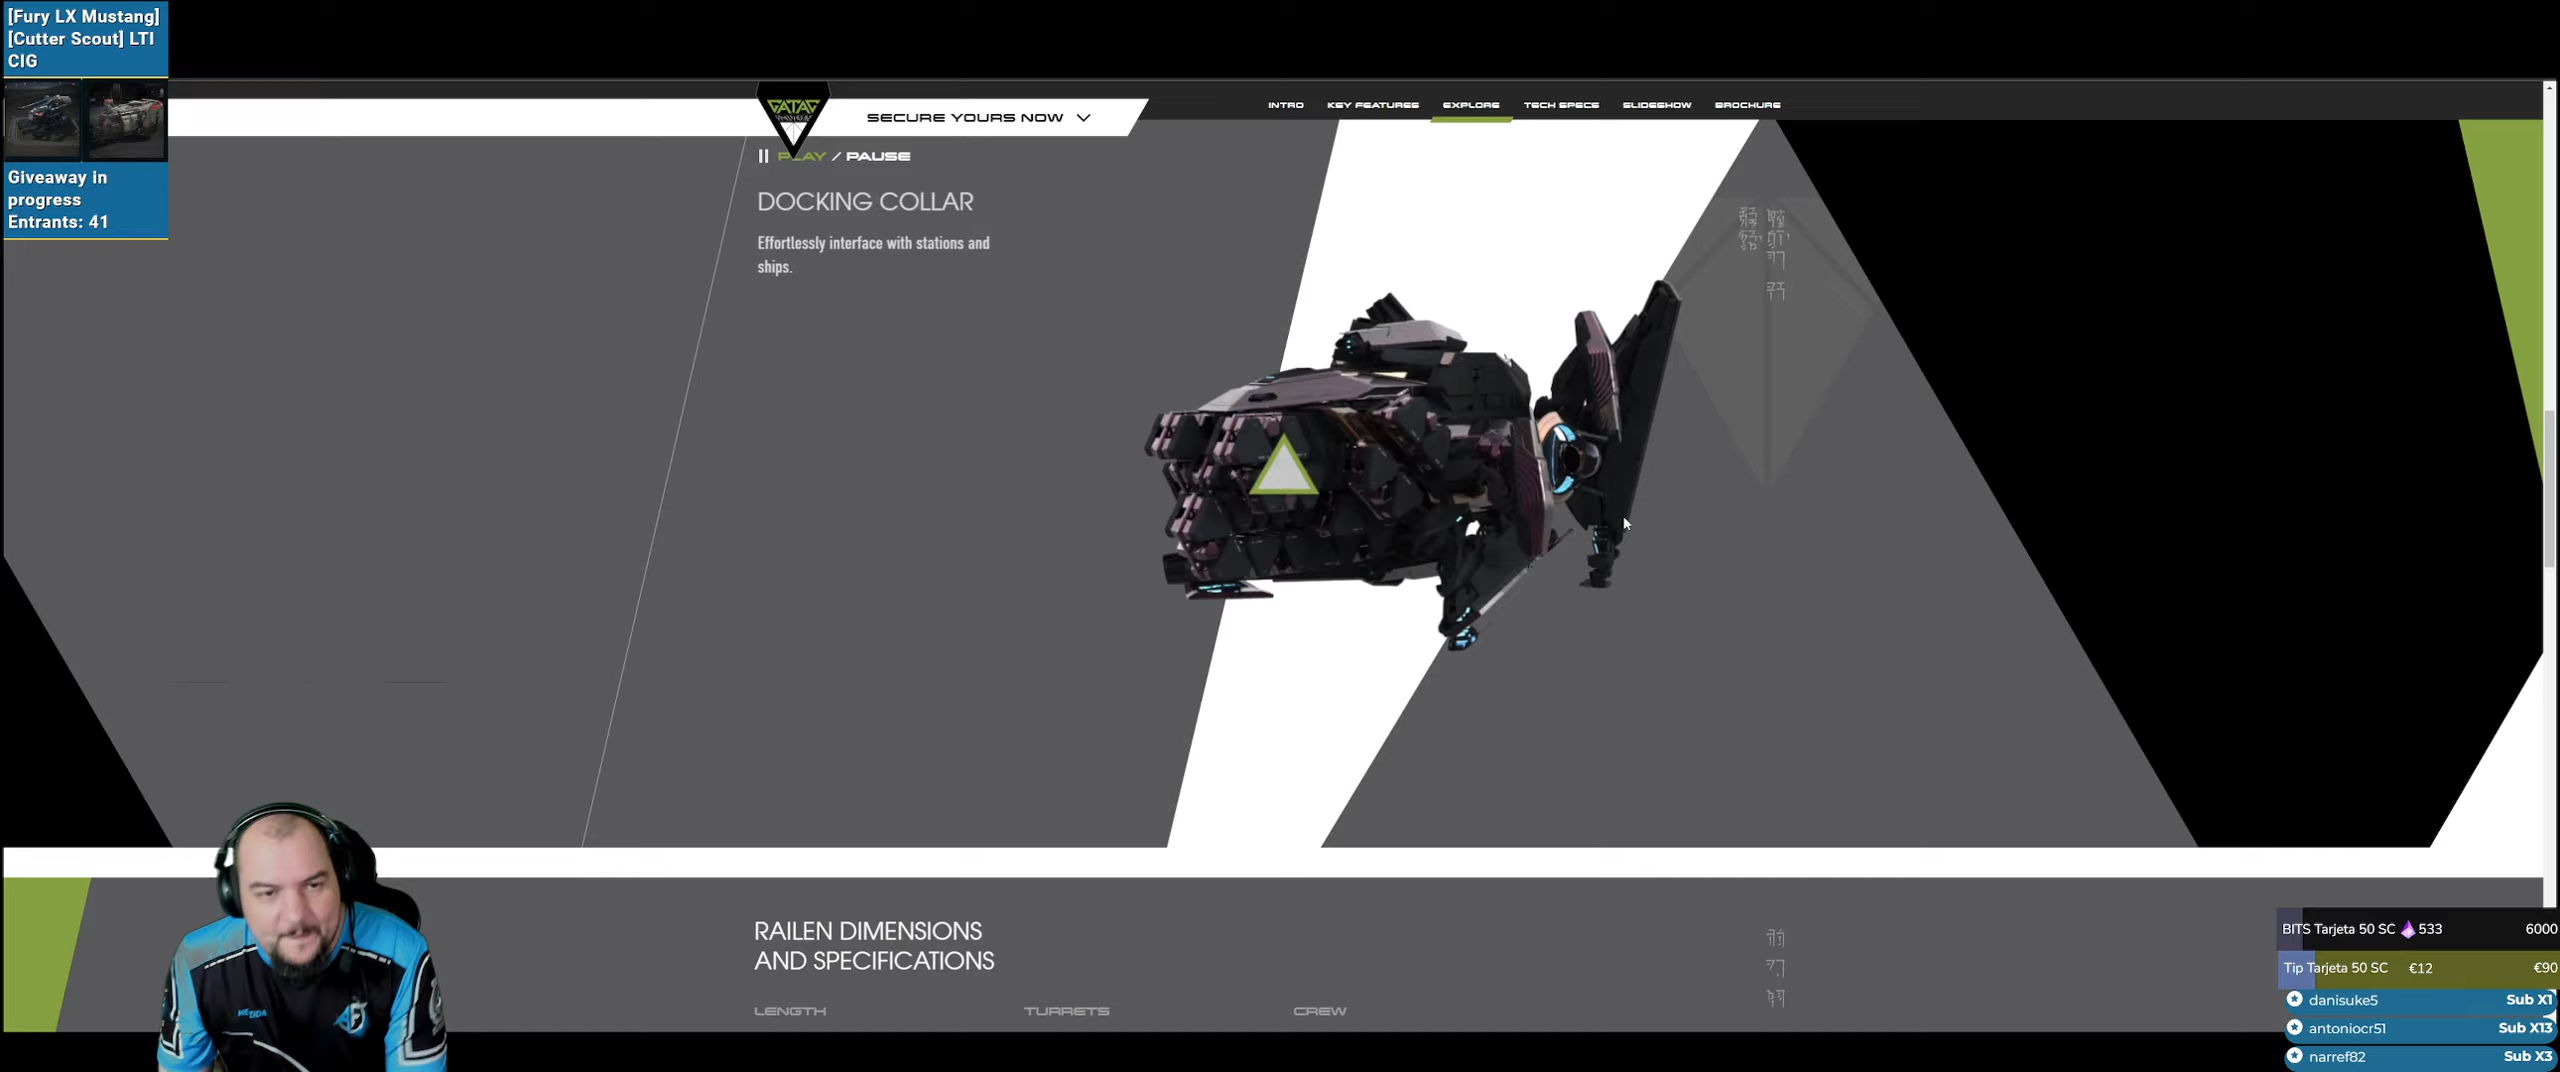 [Fury LX Mustang]
[Cutter Scout] LTI
CIG
Giveaway in
progress
Entrants: 41
GATAC
SECURE YOURS NOW
INTRO
KEY FEATURES
EXPLORE
TECH SPECS
SLIDESHOW
BROCHURE
PLAY / PAUSE
DOCKING COLLAR
Effortlessly interface with stations and
ships.
RAILEN DIMENSIONS
AND SPECIFICATIONS
LENGTH
TURRETS
CREW
BITS Tarjeta 50 SC 533 6000
Tip Tarjeta 50 SC €12 €90
danisuke5 Sub X1
antoniocr51 Sub X13
narref82 Sub X3